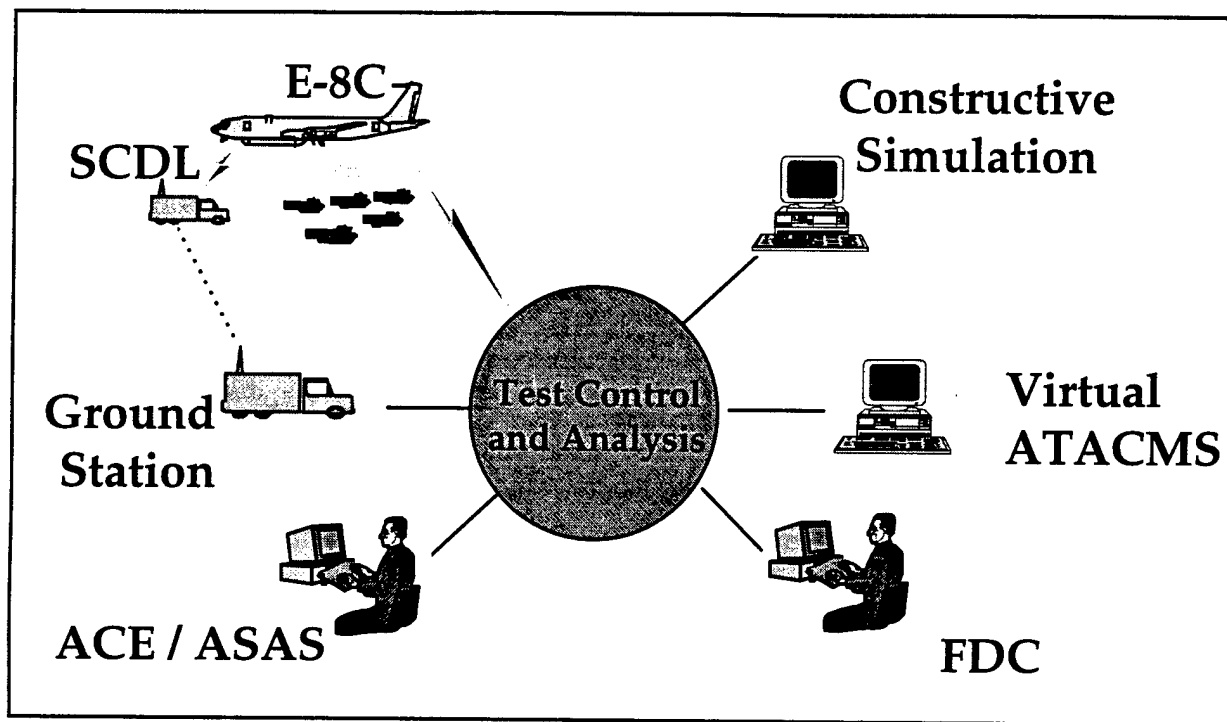 E-8C
SCDL
Constructive
Simulation
Test Control
and Analysis
Ground
Station
Virtual
ATACMS
ACE / ASAS
FDC